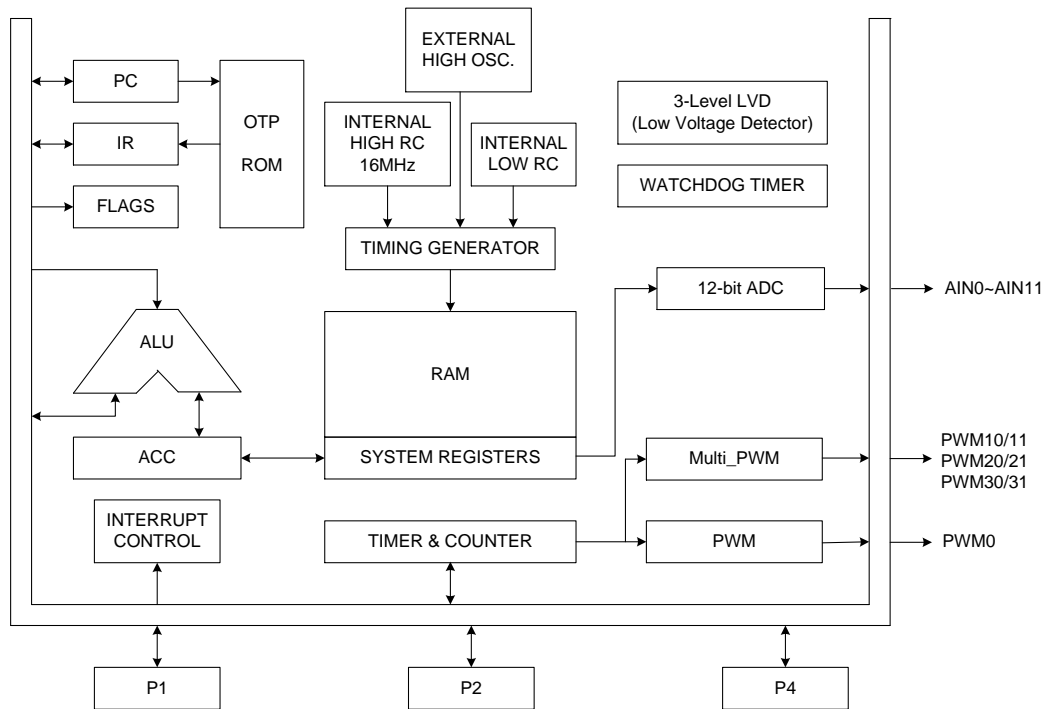 EXTERNAL
HIGH OSC.
PC
OTP
ROM
IR
FLAGS
INTERNAL
HIGH RC
16MHz
INTERNAL
LOW RC
3-Level LVD
(Low Voltage Detector)
WATCHDOG TIMER
TIMING GENERATOR
12-bit ADC
AIN0~AIN11
ALU
RAM
ACC
SYSTEM REGISTERS
Multi_PWM
PWM10/11
PWM20/21
PWM30/31
INTERRUPT
CONTROL
TIMER & COUNTER
PWM
PWM0
P1
P2
P4